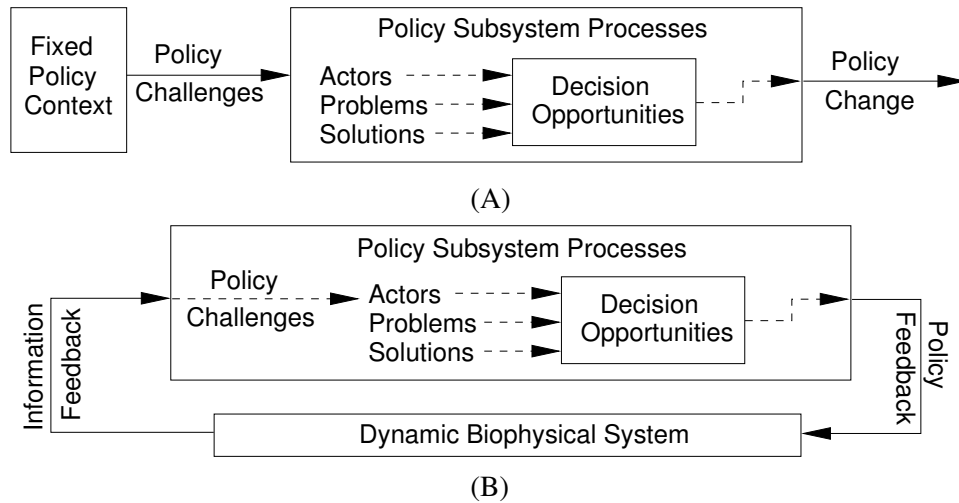 Policy Subsystem Processes
Fixed
Policy
Context
Policy
Challenges
Actors
Problems
Solutions
Decision
Opportunities
Policy
Change
(A)
Policy Subsystem Processes
Policy
Challenges
Actors
Problems
Solutions
Decision
Opportunities
Information
Feedback
Policy
Feedback
Dynamic Biophysical System
(B)